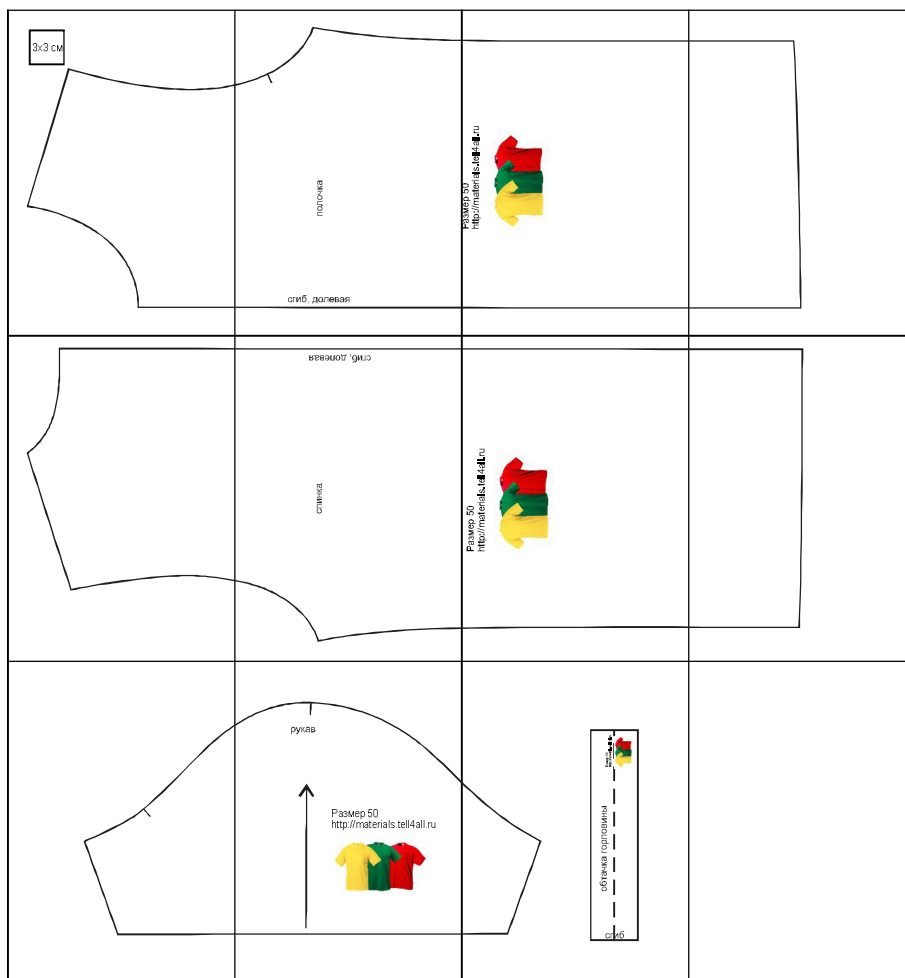 3x3 см
полочка
Размер 50
http://materials.tell4all.ru
сгиб, долевая
сгиб, долевая
спинка
Размер 50
http://materials.tell4all.ru
рукав
Размер 50
http://materials.tell4all.ru
обтачка горловины
сгиб